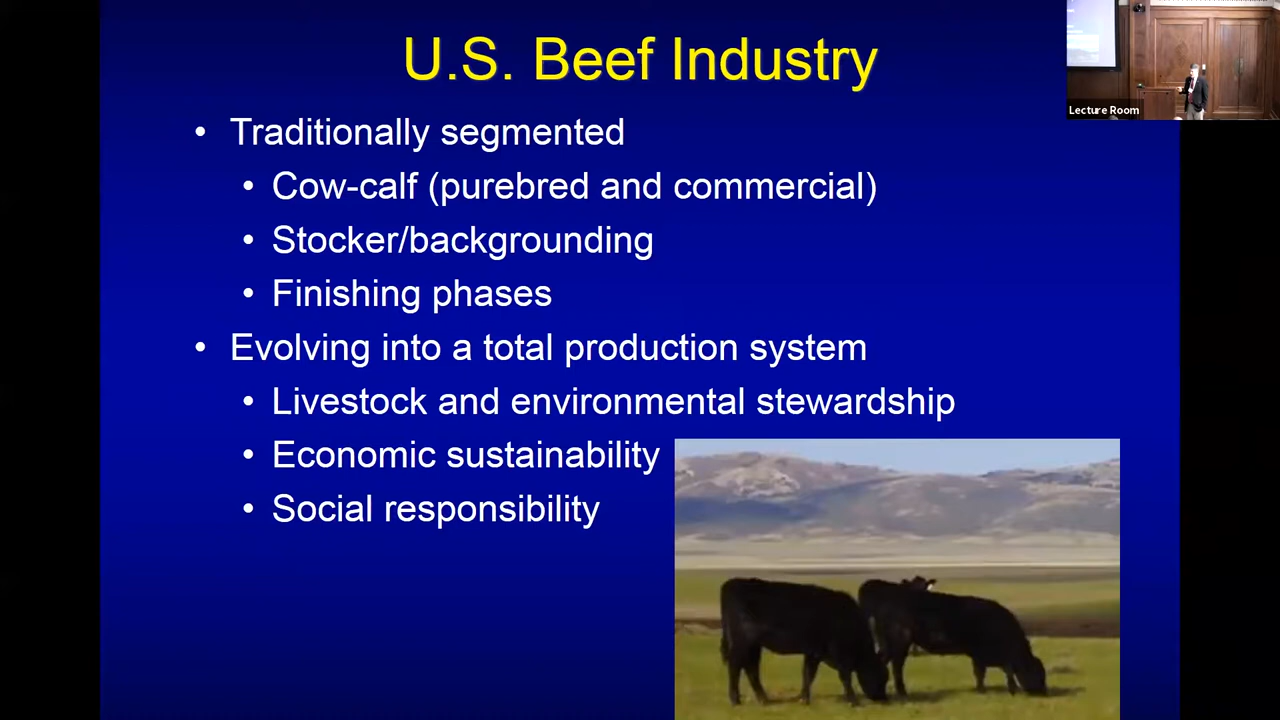 U.S. Beef Industry
Lecture Room
• Traditionally segmented
• Cow-calf (purebred and commercial)
• Stocker/backgrounding
• Finishing phases
• Evolving into a total production system
• Livestock and environmental stewardship
• Economic sustainability
• Social responsibility